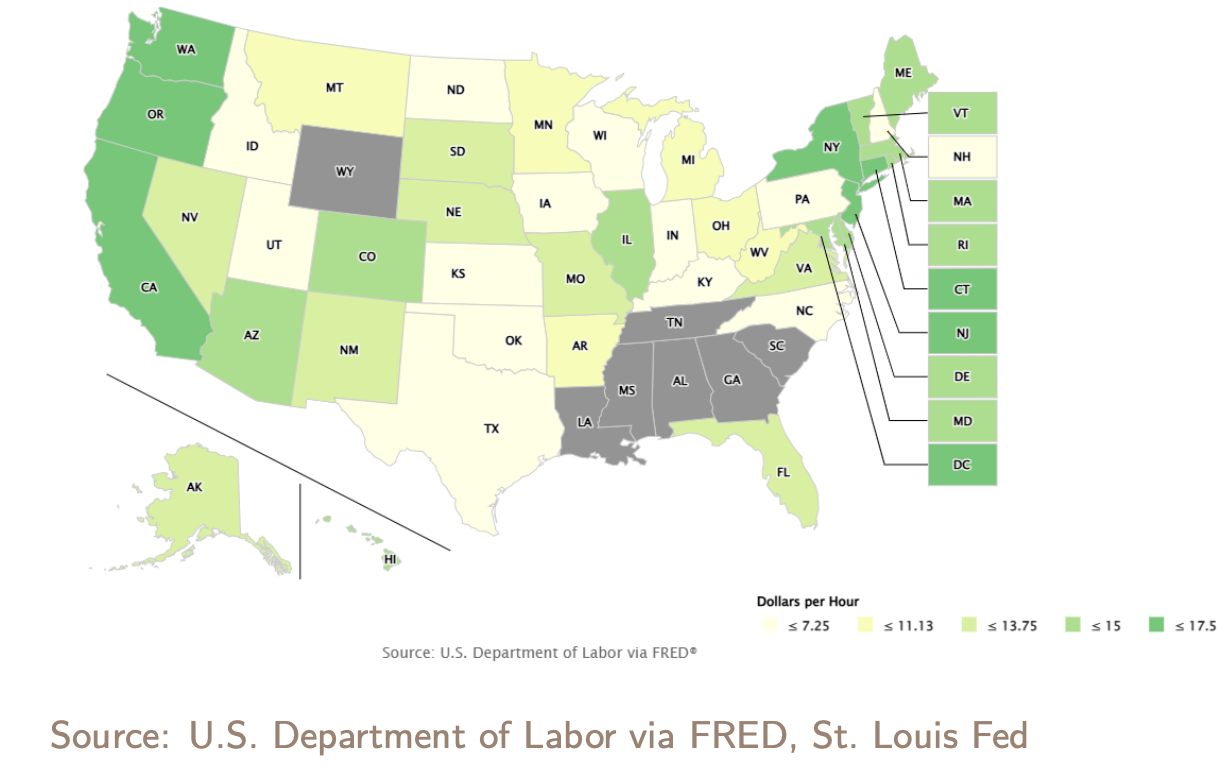 WA
ME
MT
ND
VT
OR
MN
NY
WI
ID
SD
NH
MI
WY
PA
MA
IA
NE
NV
OH
IL
IN
RI
UT
WV
CO
VA
KS
MO
KY
CA
CT
NC
TN
NJ
AZ
OK
AR
SC
NM
DE
GA
AL
MS
MD
LA
TX
DC
FL
AK
HI
Dollars per Hour
≤ 7.25 ≤ 11.13 ≤ 13.75 ≤ 15 ≤ 17.5
Source: U.S. Department of Labor via FRED®
Source: U.S. Department of Labor via FRED, St. Louis Fed